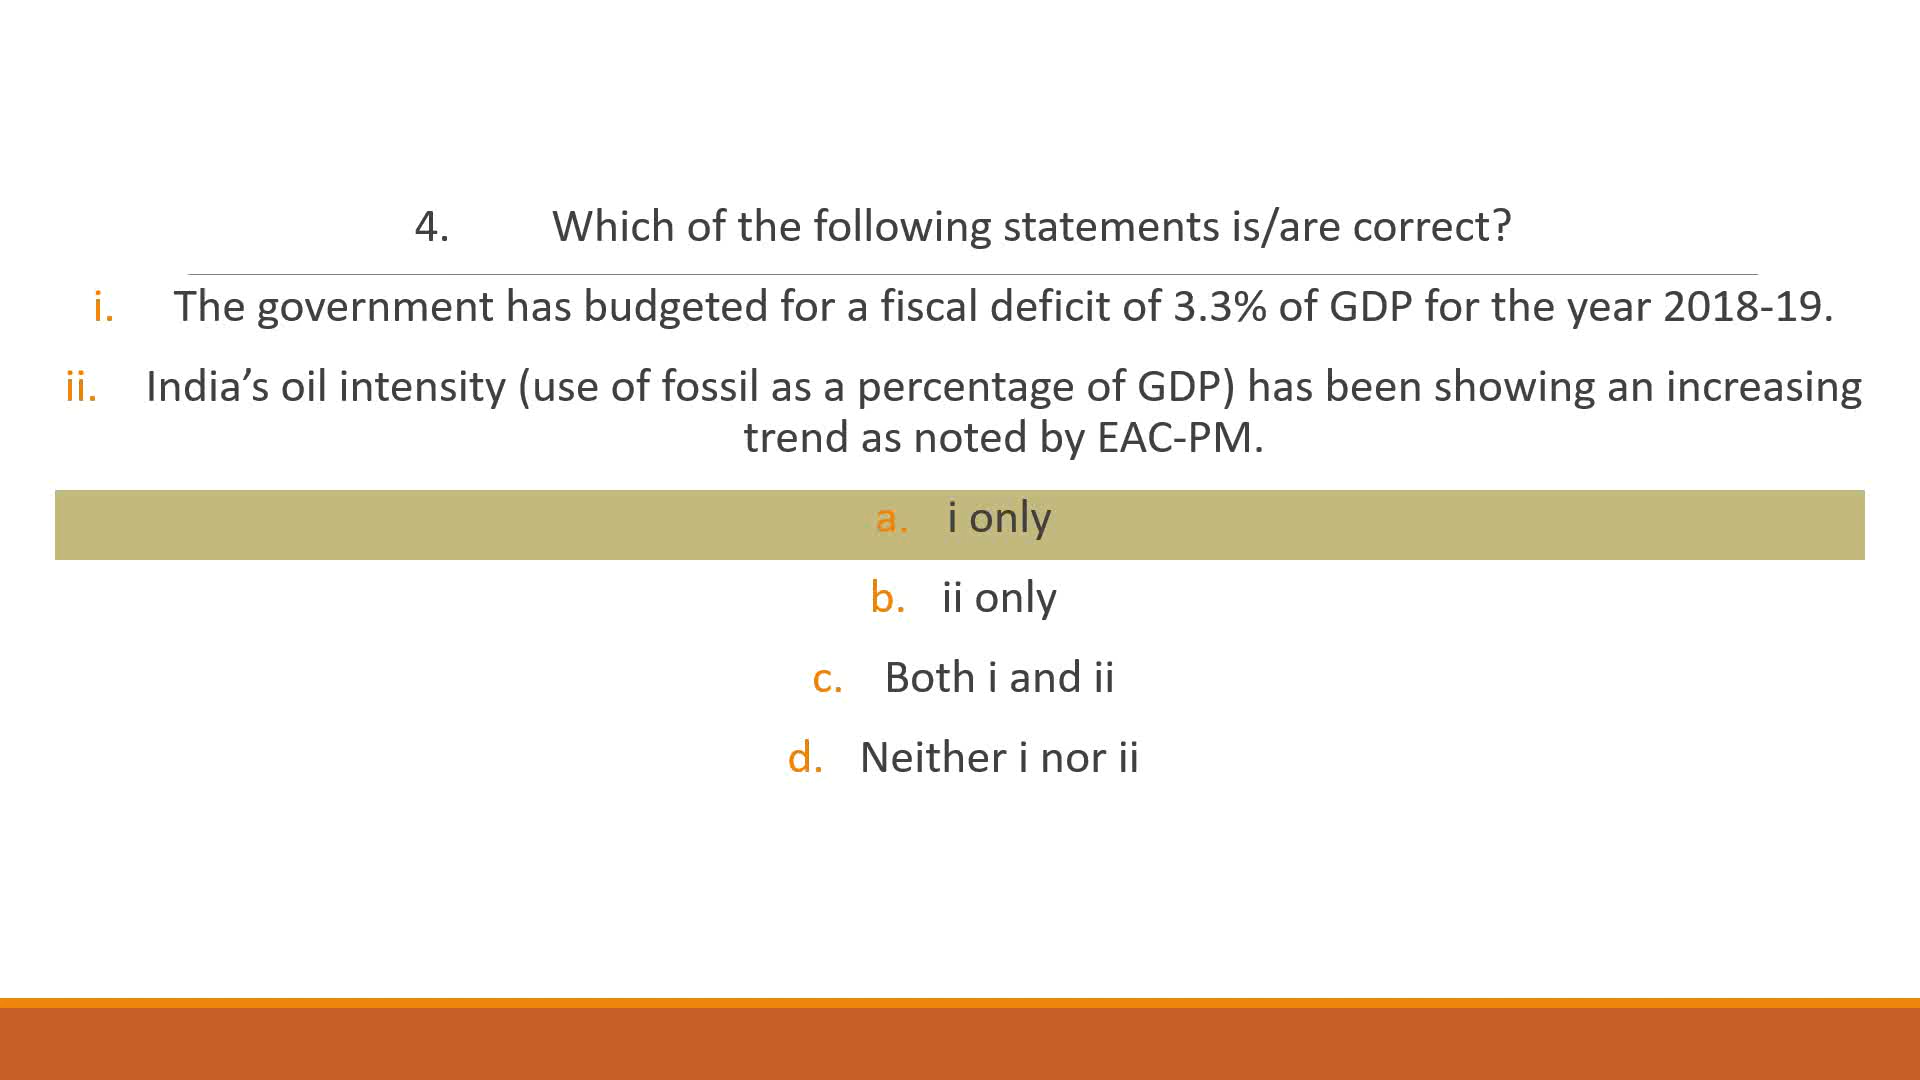 4. Which of the following statements is/are correct?
i. The government has budgeted for a fiscal deficit of 3.3% of GDP for the year 2018-19.
ii. India’s oil intensity (use of fossil as a percentage of GDP) has been showing an increasing
trend as noted by EAC-PM.
a. i only
b. ii only
c. Both i and ii
d. Neither i nor ii